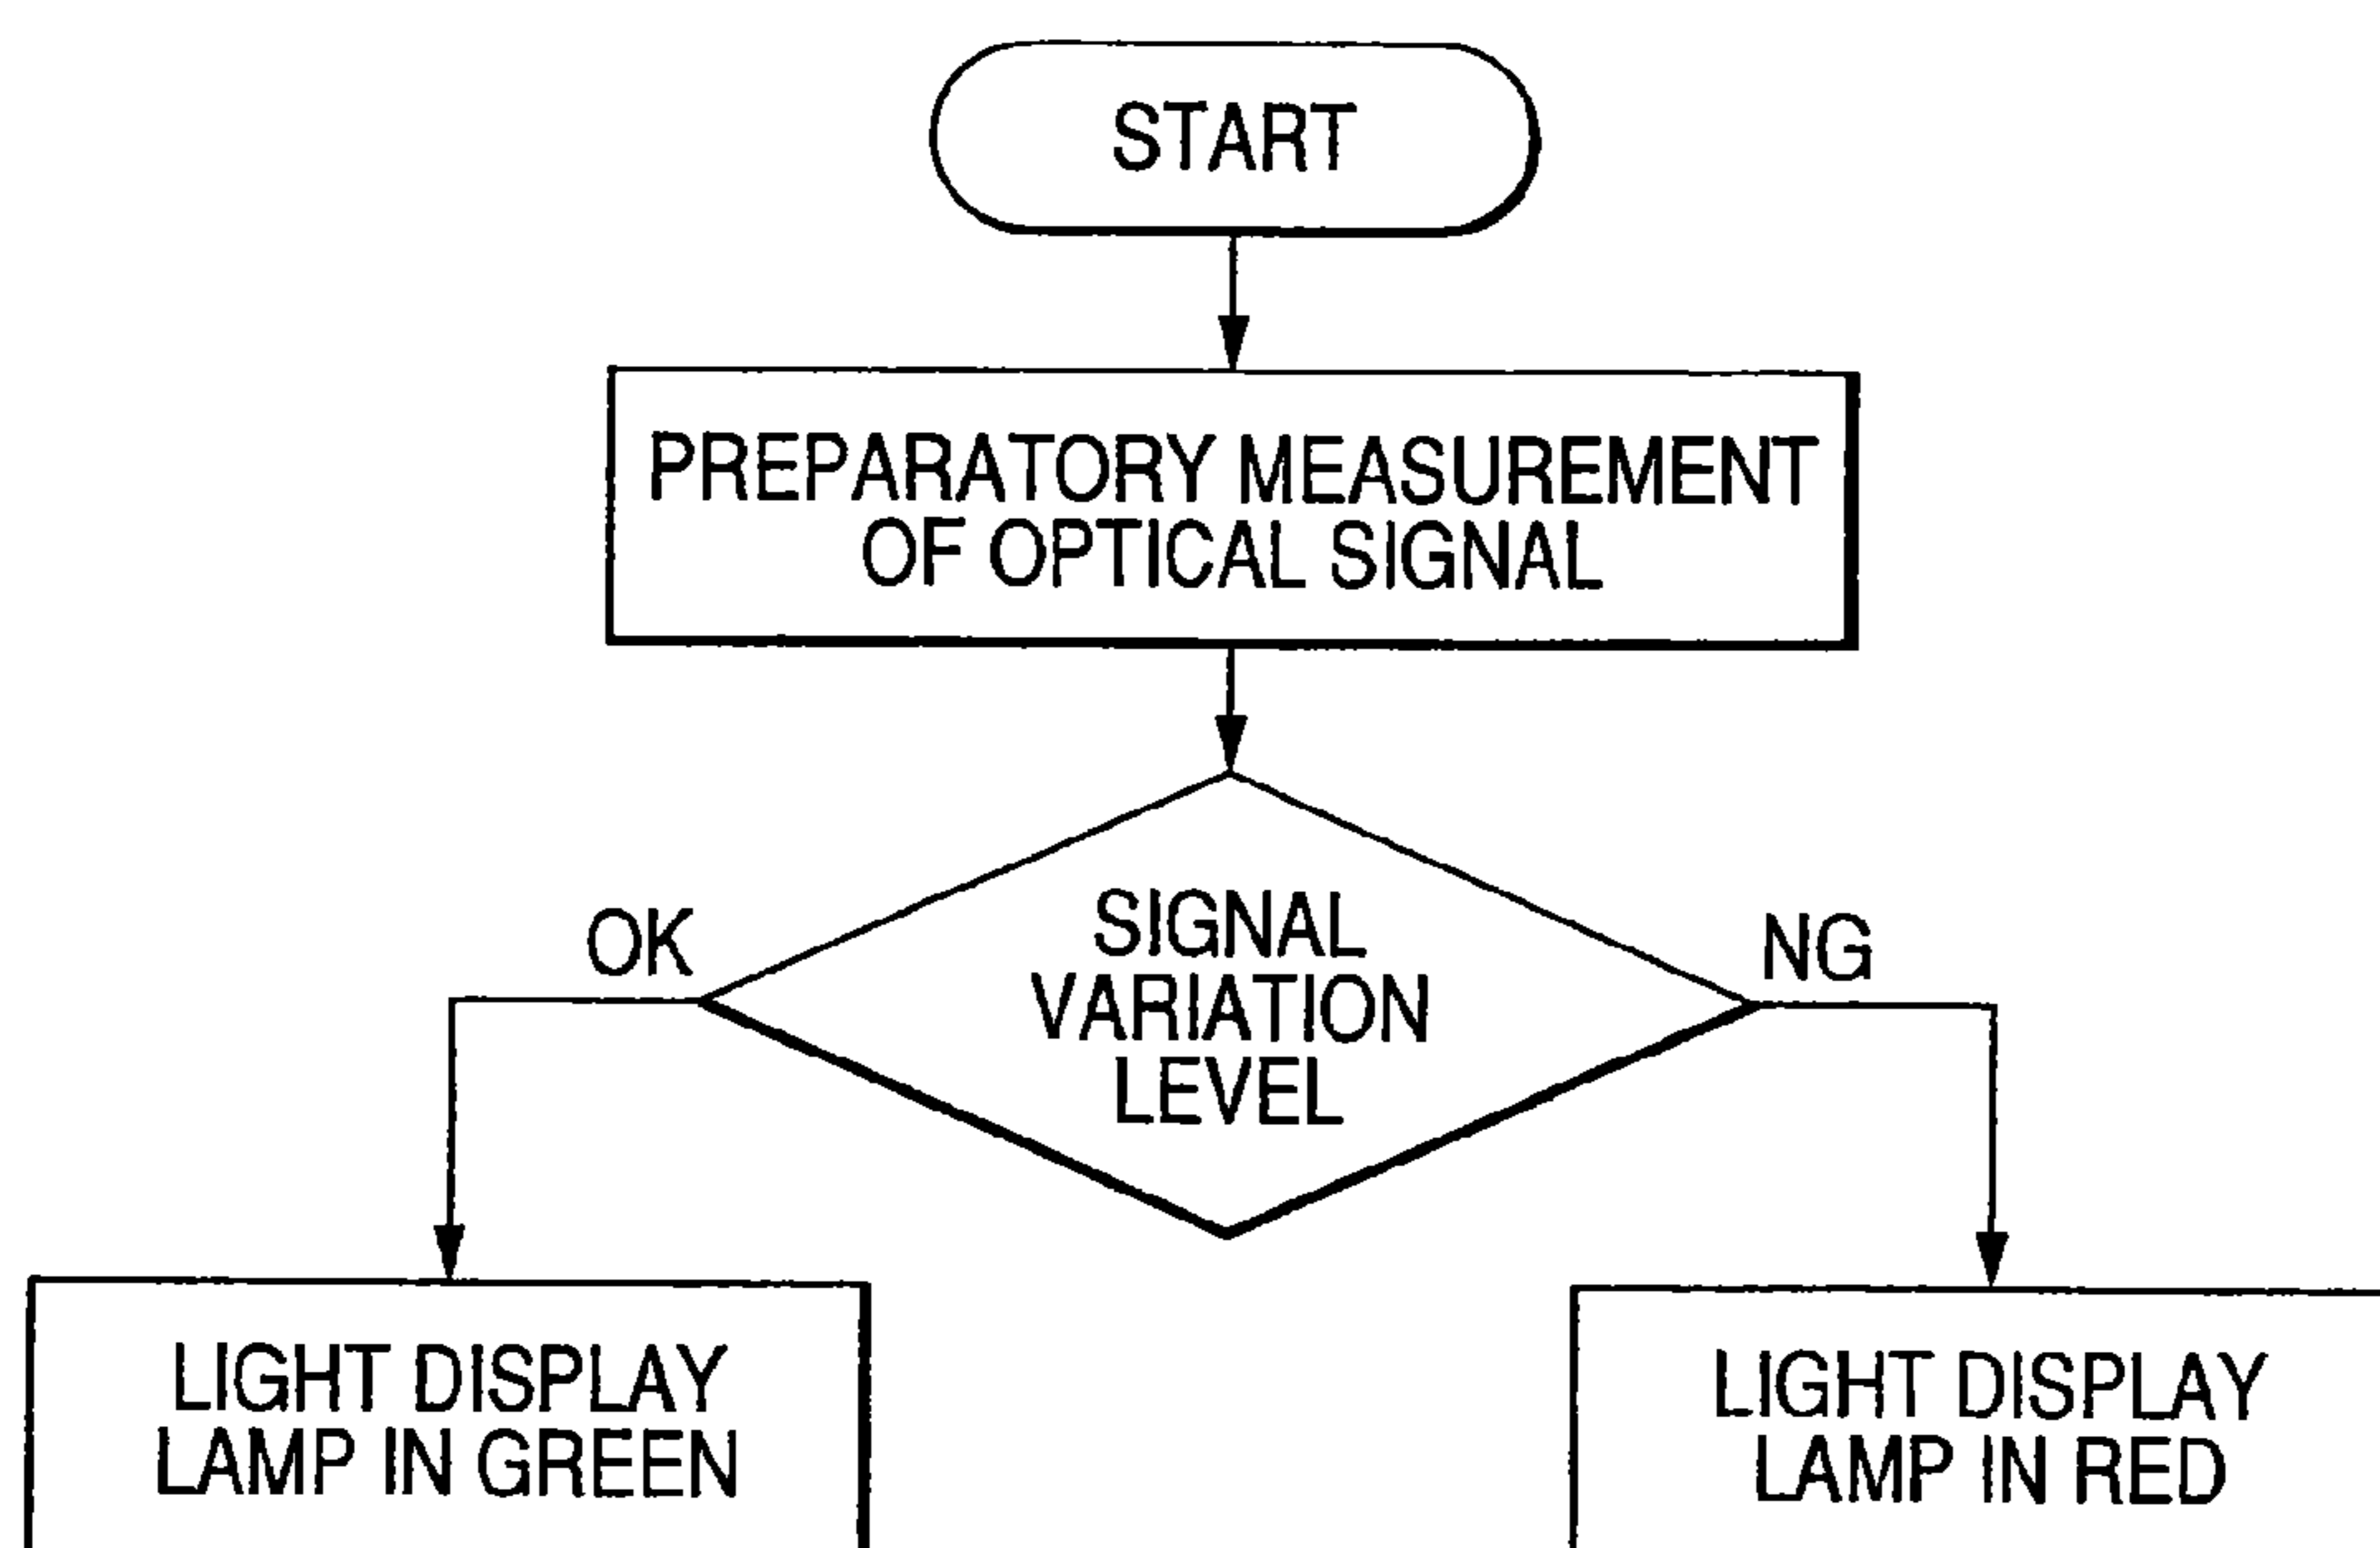 START
PREPARATORY MEASUREMENT
OF OPTICAL SIGNAL
OK
SIGNAL
VARIATION
LEVEL
NG
LIGHT DISPLAY
LAMP IN GREEN
LIGHT DISPLAY
LAMP IN RED